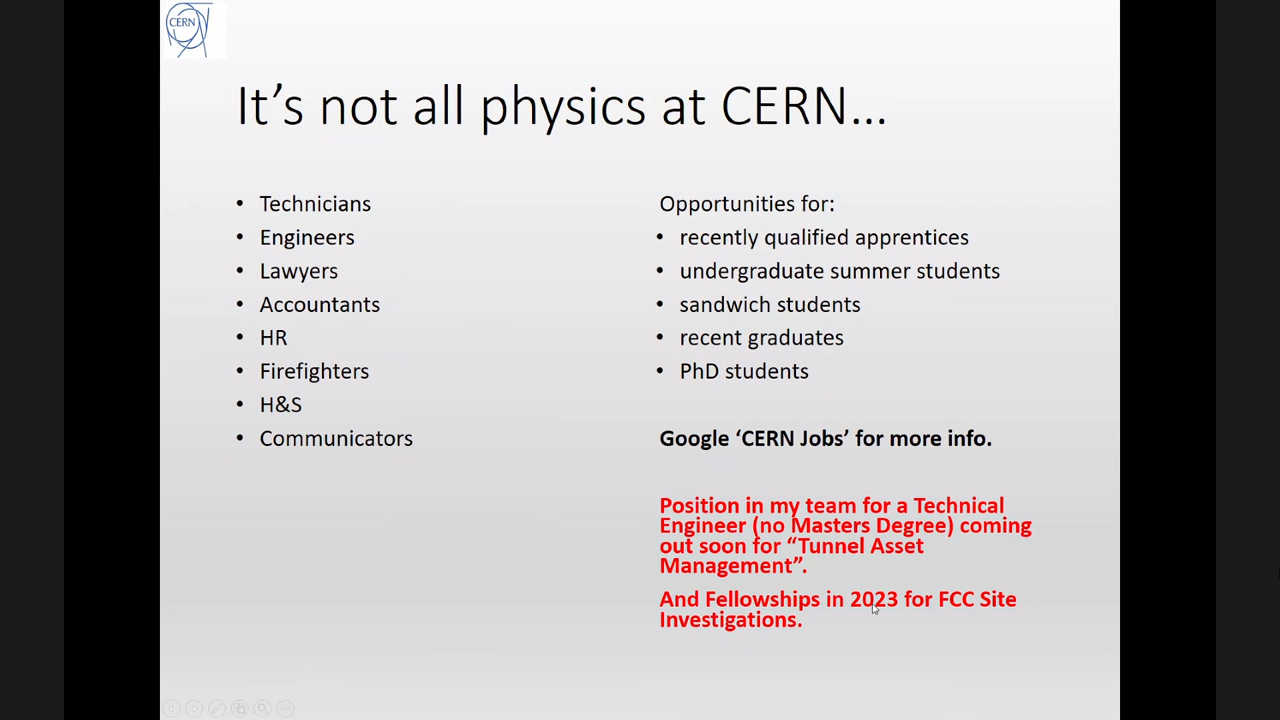 CERN
It's not all physics at CERN…
• Technicians
• Engineers
• Lawyers
• Accountants
• HR
• Firefighters
• H&S
• Communicators
Opportunities for:
• recently qualified apprentices
• undergraduate summer students
• sandwich students
• recent graduates
• PhD students
Google ‘CERN Jobs’ for more info.
Position in my team for a Technical
Engineer (no Masters Degree) coming
out soon for “Tunnel Asset
Management”.
And Fellowships in 2023 for FCC Site
Investigations.